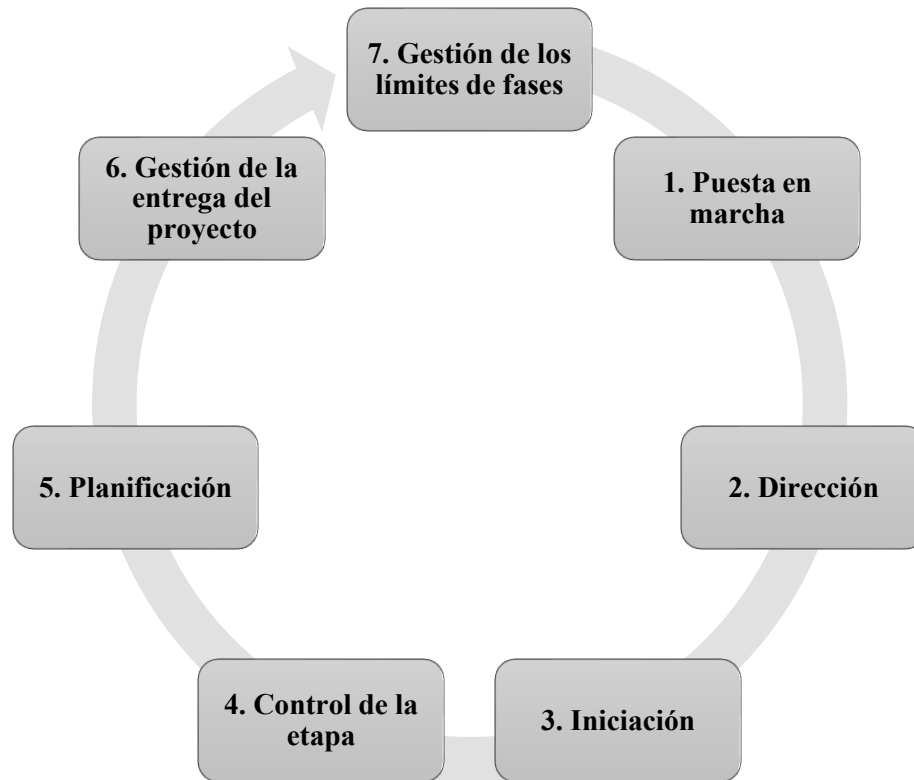 7. Gestión de los
límites de fases
1. Puesta en
marcha
2. Dirección
3. Iniciación
4. Control de la
etapa
5. Planificación
6. Gestión de la
entrega del
proyecto